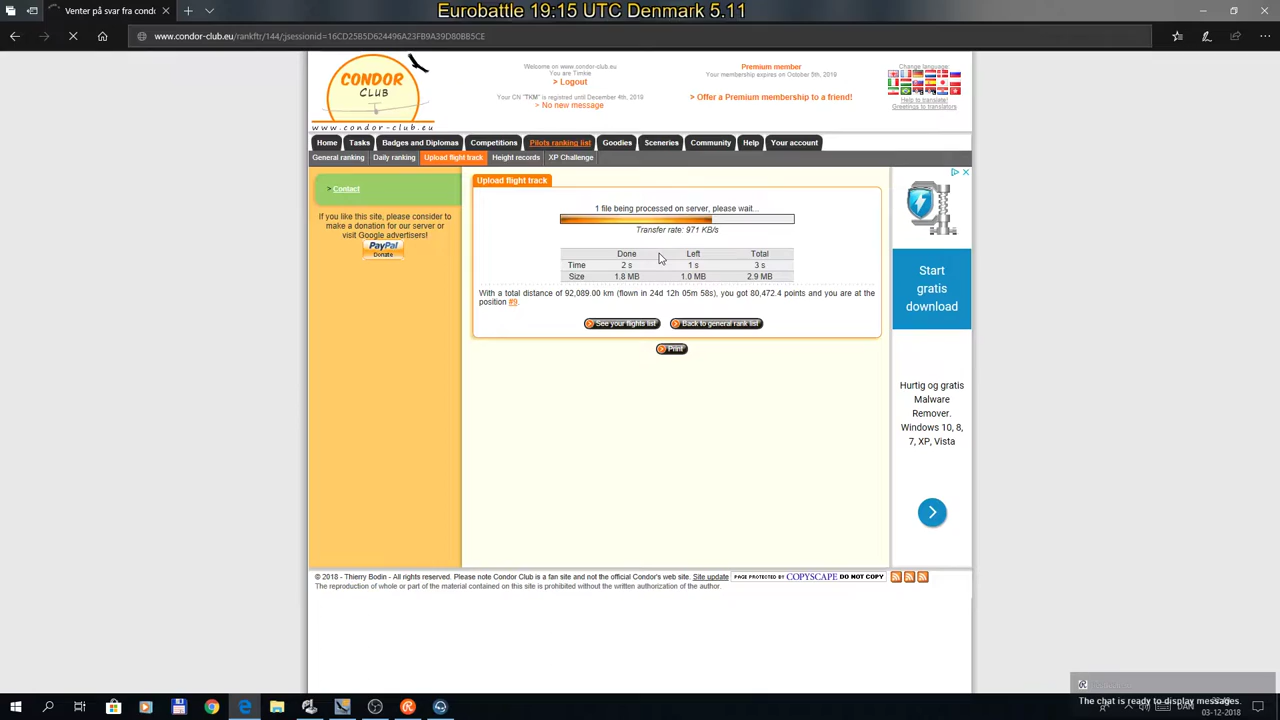 Eurobattle 19:15 UTC Denmark 5.11
Venter på svar fra cond
www.condor-club.eu/rankftr/144/;jsessionid=16CD25B5D624496A23FB9A39D80BB5CE
CONDOR
CLUB
www.condor-club.eu
Welcome on www.condor-club.eu
You are Timkie
> Logout
Your CN "TKM" is registrd until December 4th, 2019
> No new message
Premium member
Your membership expires on October 5th, 2019
> Offer a Premium membership to a friend!
Change language:
Help to translate!
Greetings to translators
Home Tasks Badges and Diplomas Competitions Pilots ranking list Goodies Sceneries Community Help Your account
General ranking Daily ranking Upload flight track Height records XP Challenge
> Contact
If you like this site, please consider to
make a donation for our server or
visit Google advertisers!
PayPal
Donate
Upload flight track
1 file being processed on server, please wait...
Transfer rate: 971 KB/s
Done Left Total
Time 2 s 1 s 3 s
Size 1.8 MB 1.0 MB 2.9 MB
With a total distance of 92,089.00 km (flown in 24d 12h 05m 58s), you got 80,472.4 points and you are at the
position #9.
See your flights list Back to general rank list
Print
Start
gratis
download
Hurtig og gratis
Malware
Remover.
Windows 10, 8,
7, XP, Vista
© 2018 - Thierry Bodin - All rights reserved. Please note Condor Club is a fan site and not the official Condor's web site. Site update PAGE PROTECTED BY COPYSCAPE DO NOT COPY
The reproduction of whole or part of the material contained on this site is prohibited without the written authorization of the author.
The chat is ready to display messages.
03-12-2018